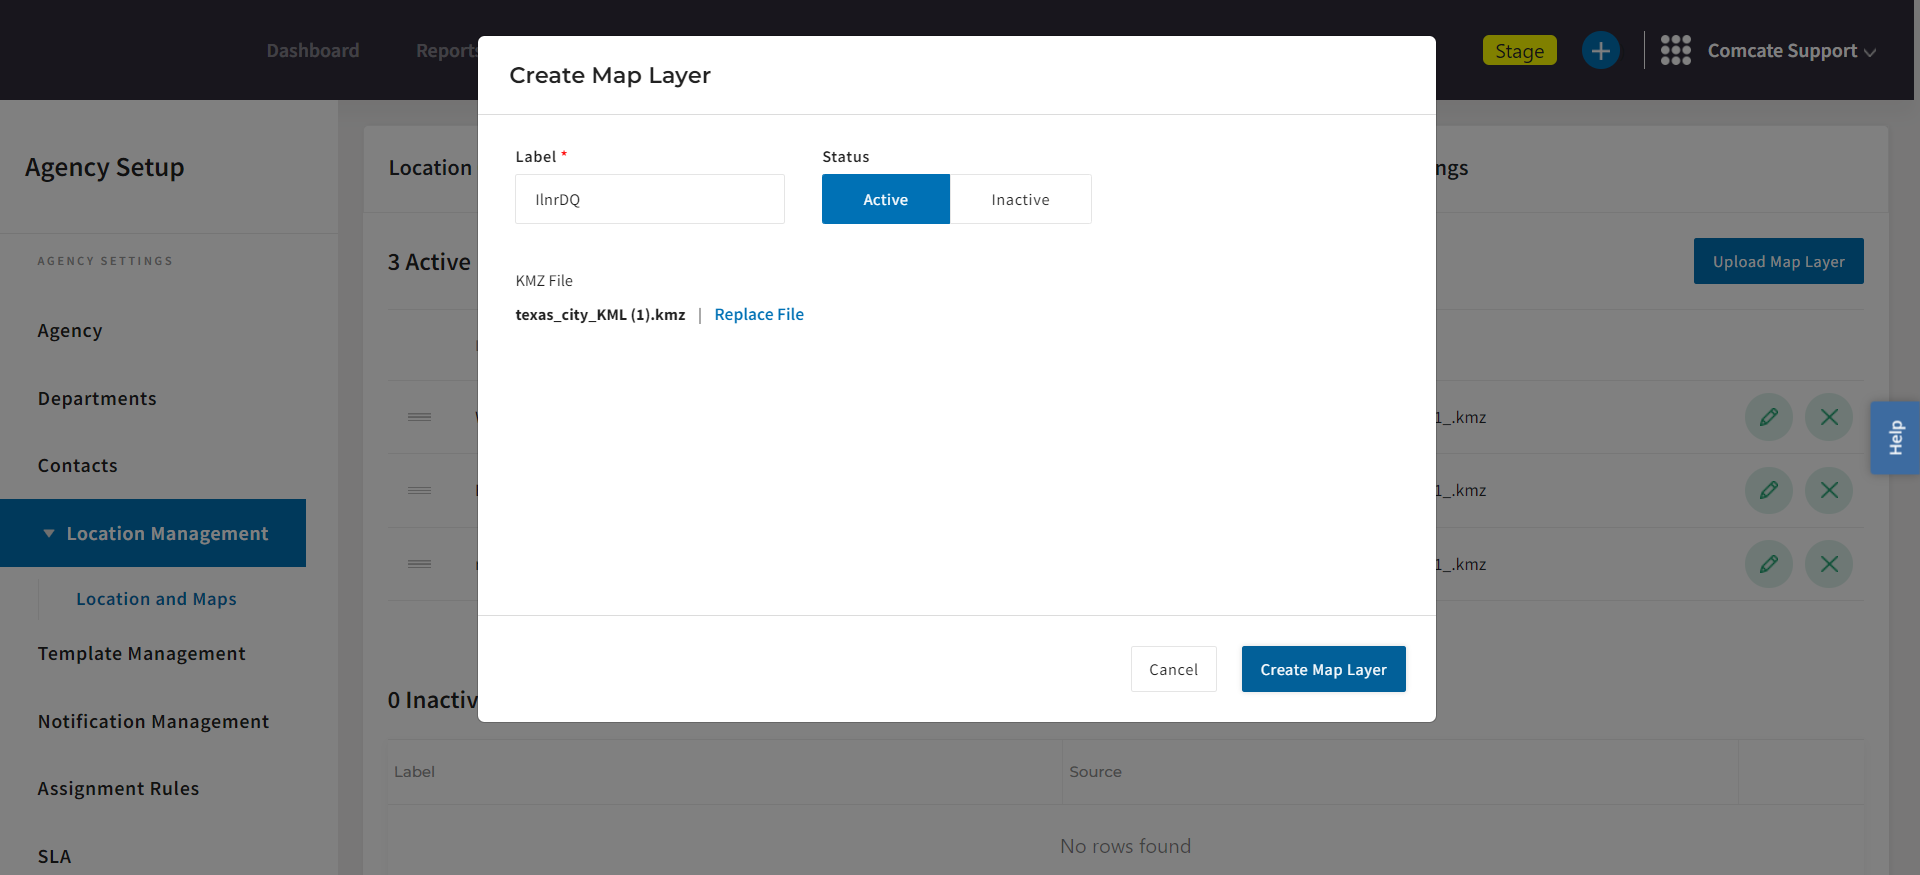 Dashboard
Reports
Stage
Comcate Support
Create Map Layer
Agency Setup
Location
ngs
Label *
Status
IlnrDQ
Active
Inactive
AGENCY SETTINGS
3 Active
Upload Map Layer
KMZ File
texas_city_KML (1).kmz | Replace File
Agency
Departments
1_.kmz
Help
Contacts
1_.kmz
Location Management
1_.kmz
Location and Maps
Template Management
Cancel
Create Map Layer
0 Inactiv
Notification Management
Label
Source
Assignment Rules
No rows found
SLA